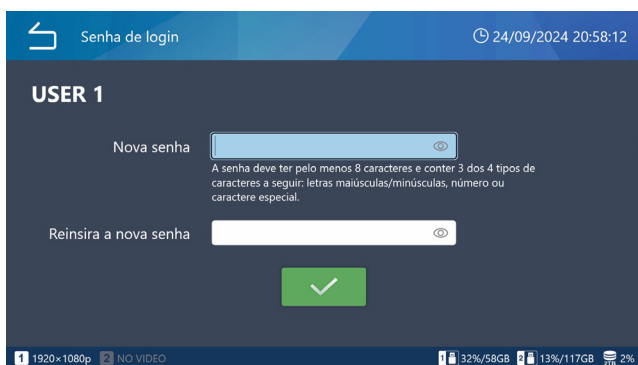 Senha de login
24/09/2024 20:58:12
USER 1
Nova senha
A senha deve ter pelo menos 8 caracteres e conter 3 dos 4 tipos de
caracteres a seguir: letras maiúsculas/minúsculas, número ou
caractere especial.
Reinsira a nova senha
1 1920×1080p 2 NO VIDEO 1 32%/58GB 2 13%/117GB 2TB 2%